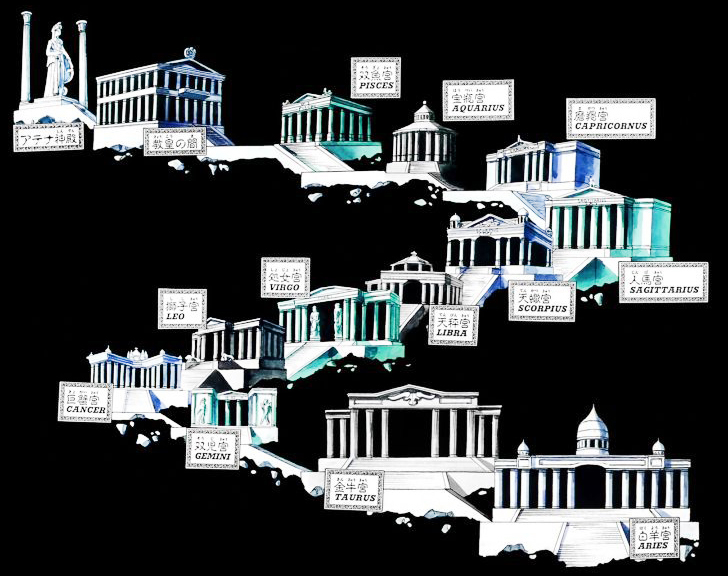 双魚宮
PISCES
宝瓶宮
AQUARIUS
磨羯宮
CAPRICORNUS
アテナ神殿
教皇の間
処女宮
VIRGO
人馬宮
SAGITTARIUS
獅子宮
LEO
天蠍宮
SCORPIUS
天秤宮
LIBRA
巨蟹宮
CANCER
双児宮
GEMINI
金牛宮
TAURUS
白羊宮
ARIES